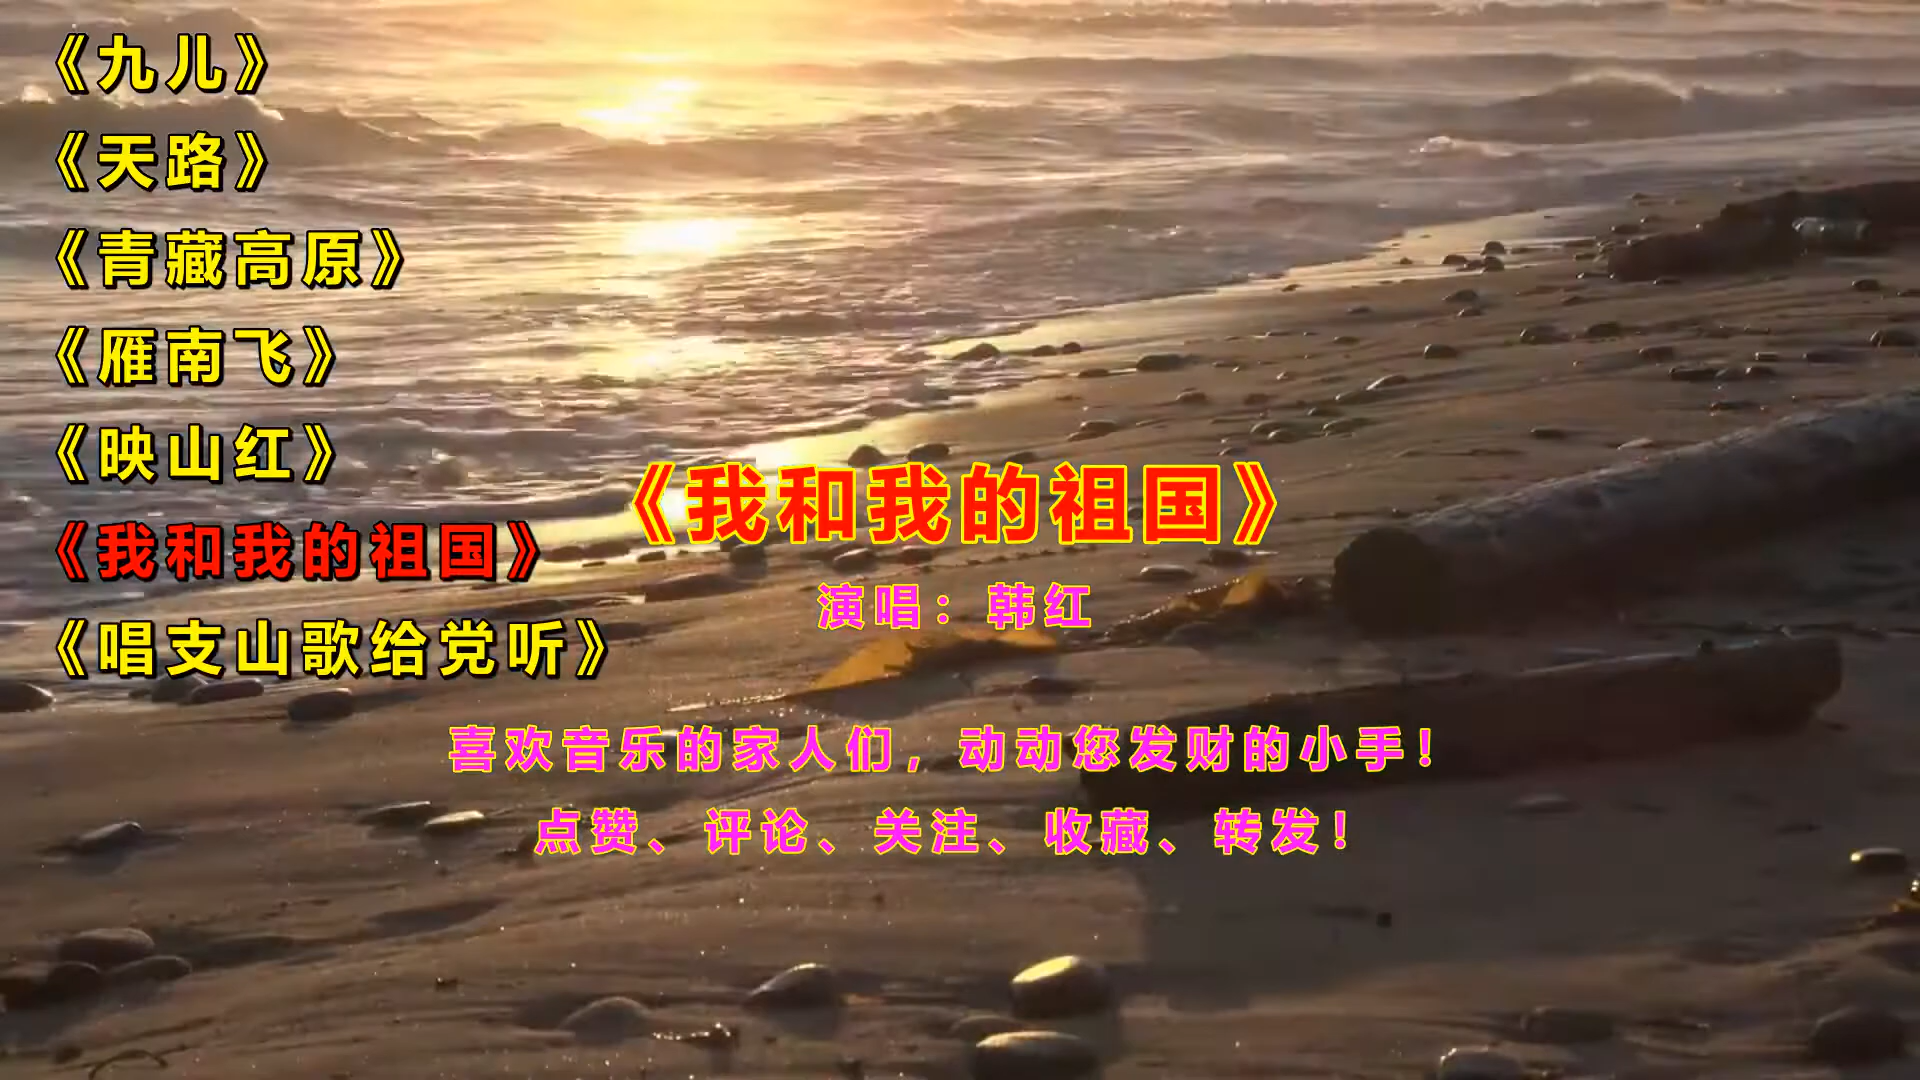 《九儿》
《天路》
《青藏高原》
《雁南飞》
《映山红》
《我和我的祖国》
《唱支山歌给党听》
《我和我的祖国》
演唱：韩红
喜欢音乐的家人们，动动您发财的小手！
点赞、评论、关注、收藏、转发！